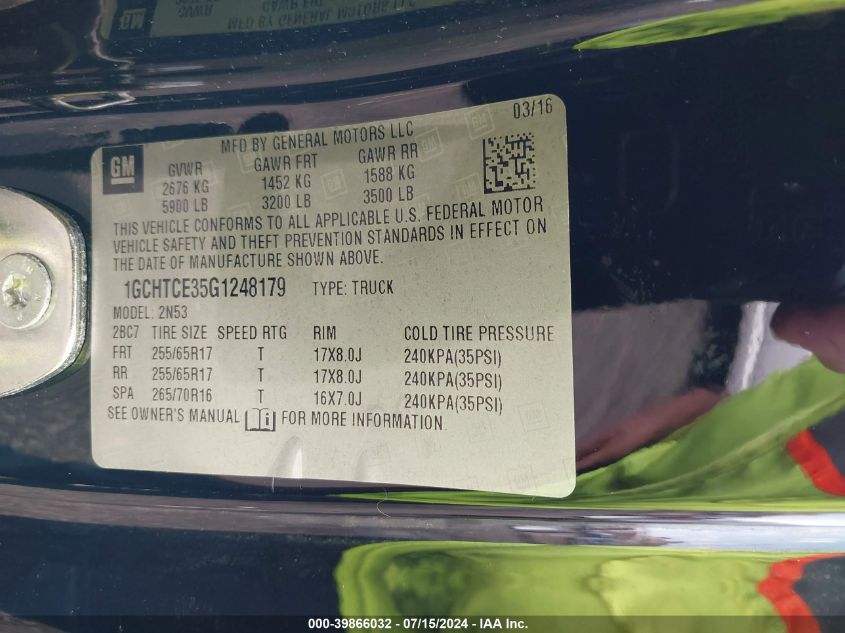 03/16
MFD BY GENERAL MOTORS LLC
GM
GVWR GAWR FRT GAWR RR
2676 KG 1452 KG 1588 KG
5900 LB 3200 LB 3500 LB
THIS VEHICLE CONFORMS TO ALL APPLICABLE U.S. FEDERAL MOTOR
VEHICLE SAFETY AND THEFT PREVENTION STANDARDS IN EFFECT ON
THE DATE OF MANUFACTURE SHOWN ABOVE.
1GCHTCE35G1248179 TYPE: TRUCK
MODEL: 2N53
2BC7 TIRE SIZE SPEED RTG RIM COLD TIRE PRESSURE
FRT 255/65R17 T 17X8.0J 240KPA(35PSI)
RR 255/65R17 T 17X8.0J 240KPA(35PSI)
SPA 265/70R16 T 16X7.0J 240KPA(35PSI)
SEE OWNER'S MANUAL FOR MORE INFORMATION.
000-39866032 - 07/15/2024 - IAA Inc.